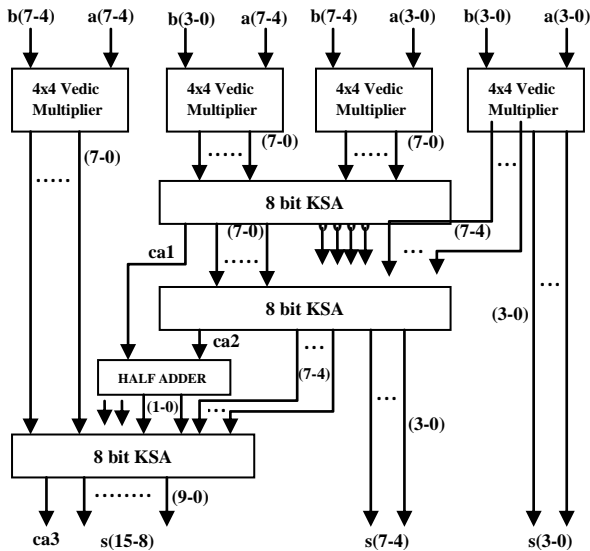 b(7-4) a(7-4) b(3-0) a(7-4) b(7-4) a(3-0) b(3-0) a(3-0)
4x4 Vedic Multiplier
4x4 Vedic Multiplier
4x4 Vedic Multiplier
4x4 Vedic Multiplier
(7-0)
(7-0)
(7-0)
8 bit KSA
(7-0)
(7-4)
ca1
8 bit KSA
(3-0)
ca2
HALF ADDER
(7-4)
(1-0)
(3-0)
8 bit KSA
(9-0)
ca3
s(15-8)
s(7-4)
s(3-0)